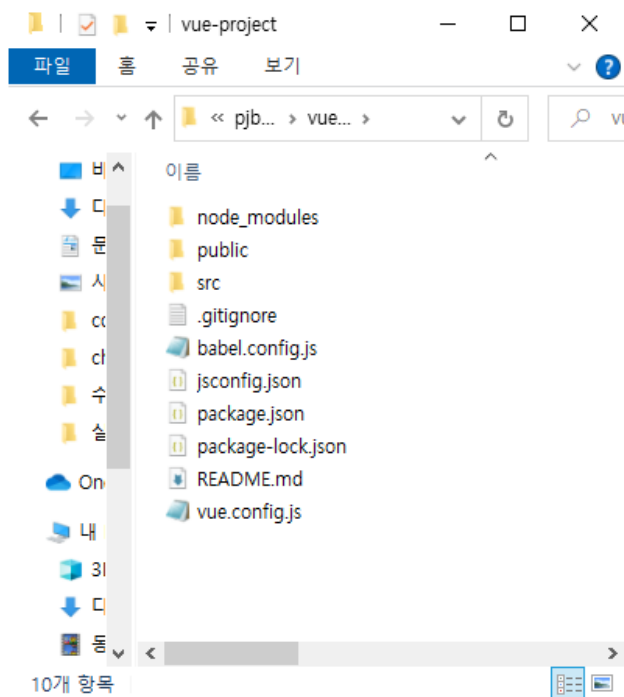 vue-project
파일 홈 공유 보기
« pjb... > vue... >
이름
node_modules
public
src
.gitignore
babel.config.js
jsconfig.json
package.json
package-lock.json
README.md
vue.config.js
내
10개 항목